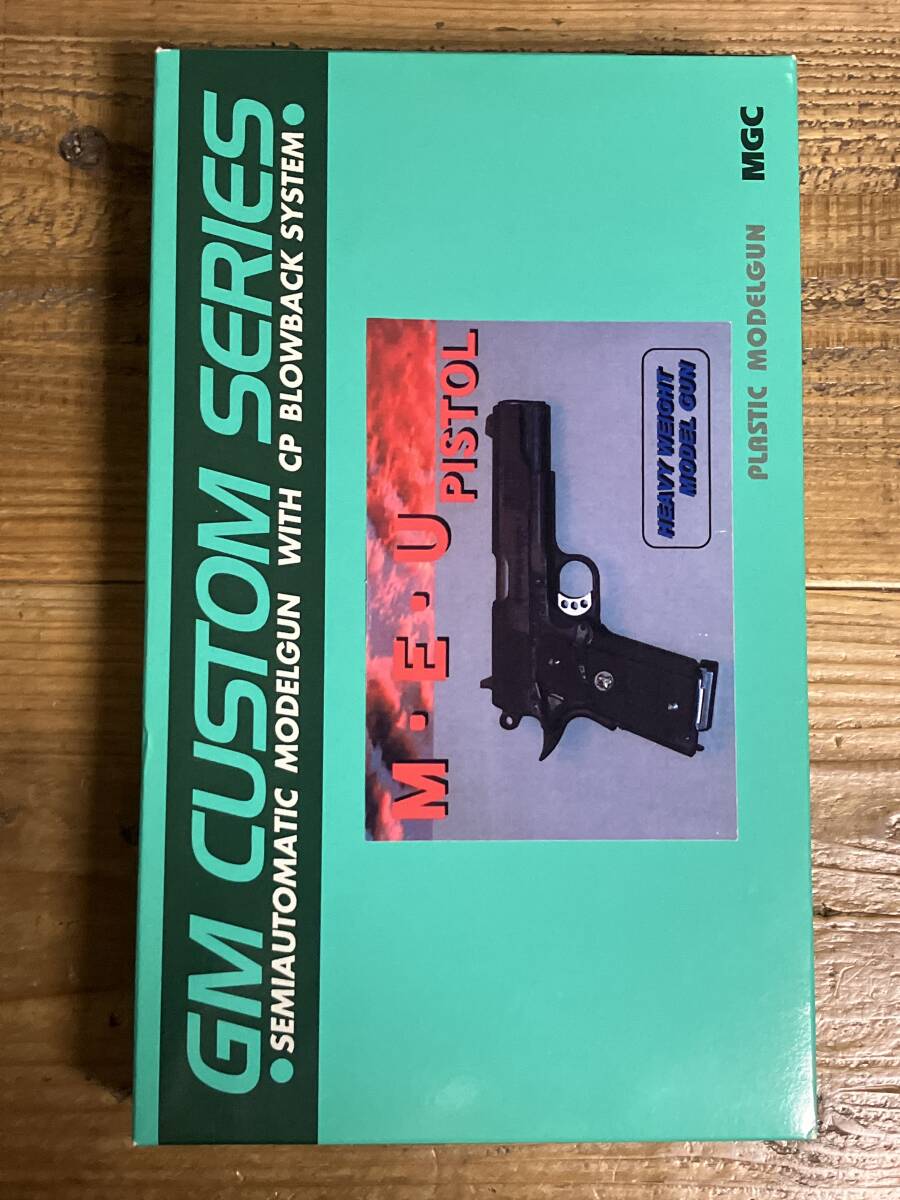 GM CUSTOM SERIES
●SEMIAUTOMATIC MODELGUN WITH CP BLOWBACK SYSTEM●
M・E・U
PISTOL
HEAVY WEIGHT
MODEL GUN
PLASTIC MODELGUN MGC